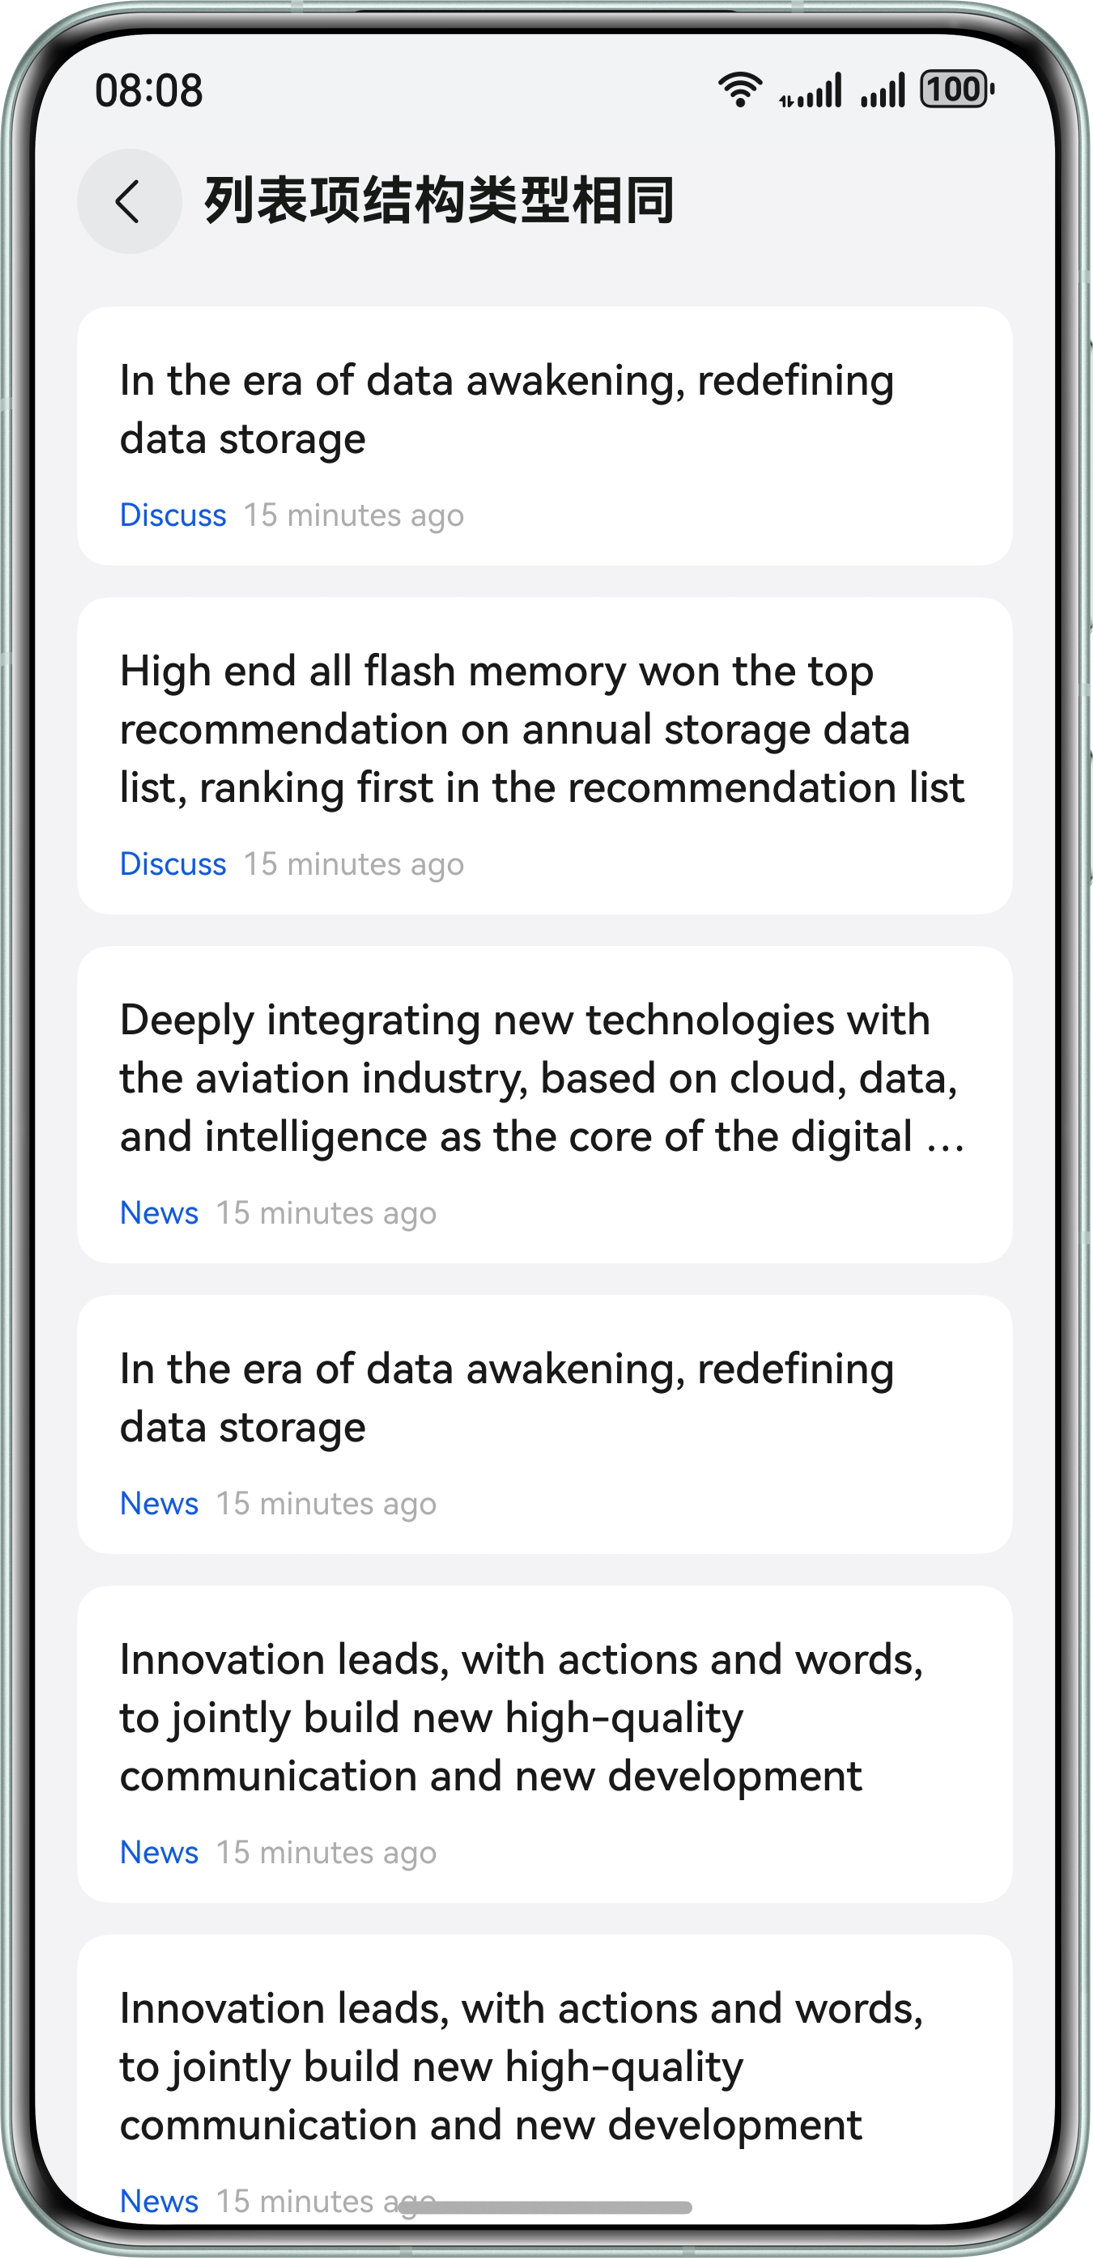 08:08
100
列表项结构类型相同
In the era of data awakening, redefining
data storage
Discuss 15 minutes ago
High end all flash memory won the top
recommendation on annual storage data
list, ranking first in the recommendation list
Discuss 15 minutes ago
Deeply integrating new technologies with
the aviation industry, based on cloud, data,
and intelligence as the core of the digital ...
News 15 minutes ago
In the era of data awakening, redefining
data storage
News 15 minutes ago
Innovation leads, with actions and words,
to jointly build new high-quality
communication and new development
News 15 minutes ago
Innovation leads, with actions and words,
to jointly build new high-quality
communication and new development
News 15 minutes ago